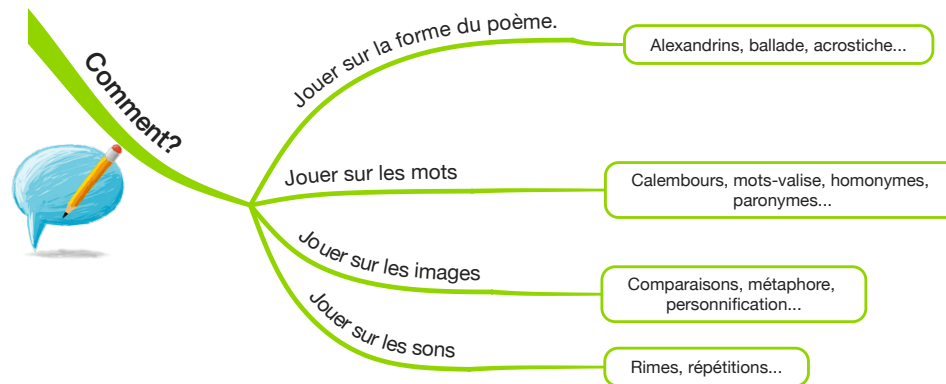 Comment?
Jouer sur la forme du poème.
Alexandrins, ballade, acrostiche...
Jouer sur les mots
Calembours, mots-valise, homonymes,
paronymes...
Jouer sur les images
Comparaisons, métaphore,
personnification...
Jouer sur les sons
Rimes, répétitions...